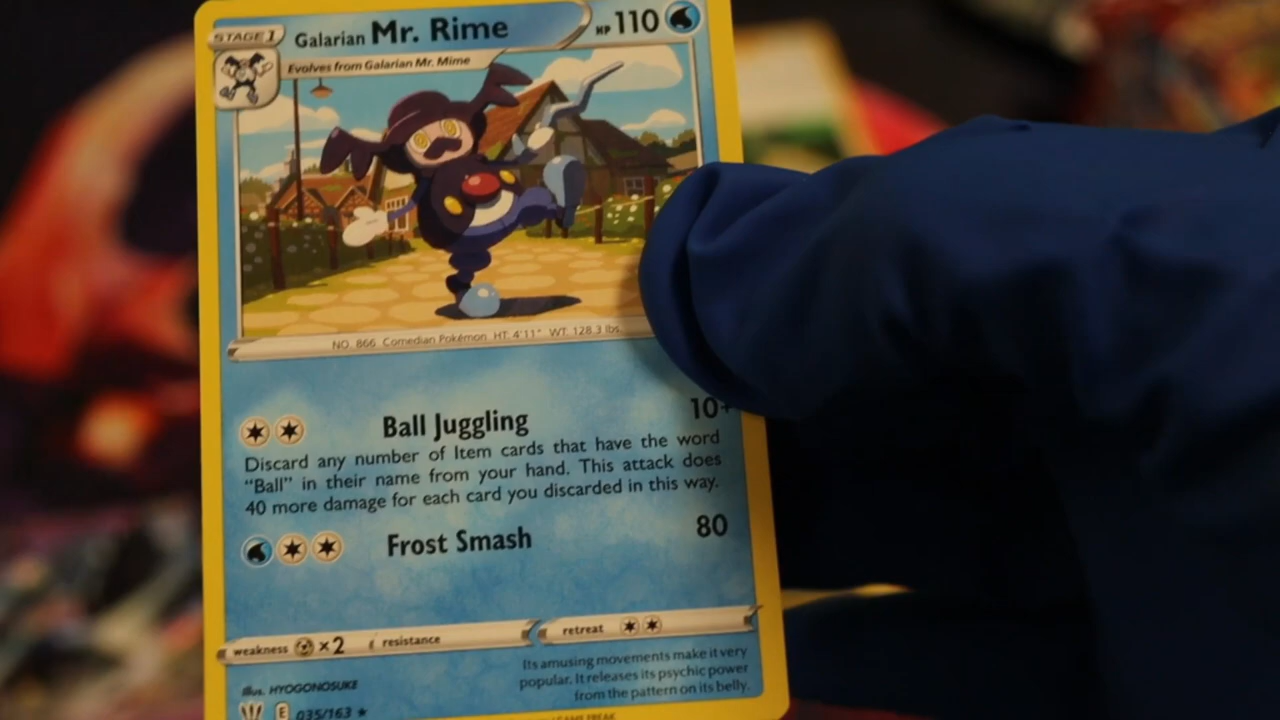 STAGE 1
Galarian Mr. Rime
HP 110
Evolves from Galarian Mr. Mime
NO. 866 Comedian Pokémon HT: 4'11" WT: 128.3 lbs.
Ball Juggling
10+
Discard any number of Item cards that have the word
"Ball" in their name from your hand. This attack does
40 more damage for each card you discarded in this way.
Frost Smash
80
weakness ×2 resistance
retreat
Its amusing movements make it very
popular. It releases its psychic power
from the pattern on its belly.
Illus. HYOGONOSUKE
E 035/163 ★
GAME FREAK